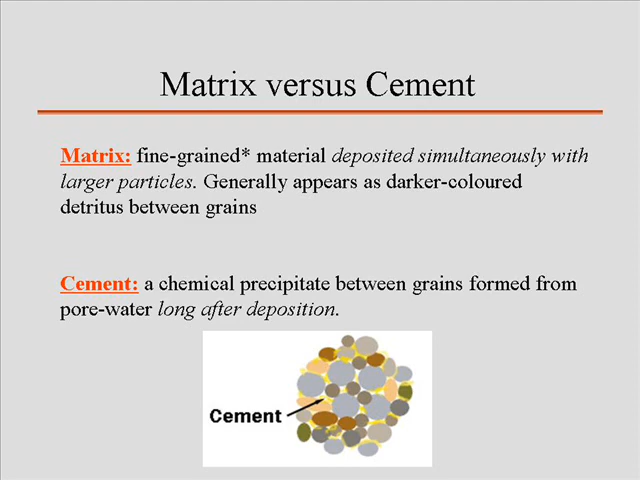 Matrix versus Cement
Matrix: fine-grained* material deposited simultaneously with
larger particles. Generally appears as darker-coloured
detritus between grains
Cement: a chemical precipitate between grains formed from
pore-water long after deposition.
Cement